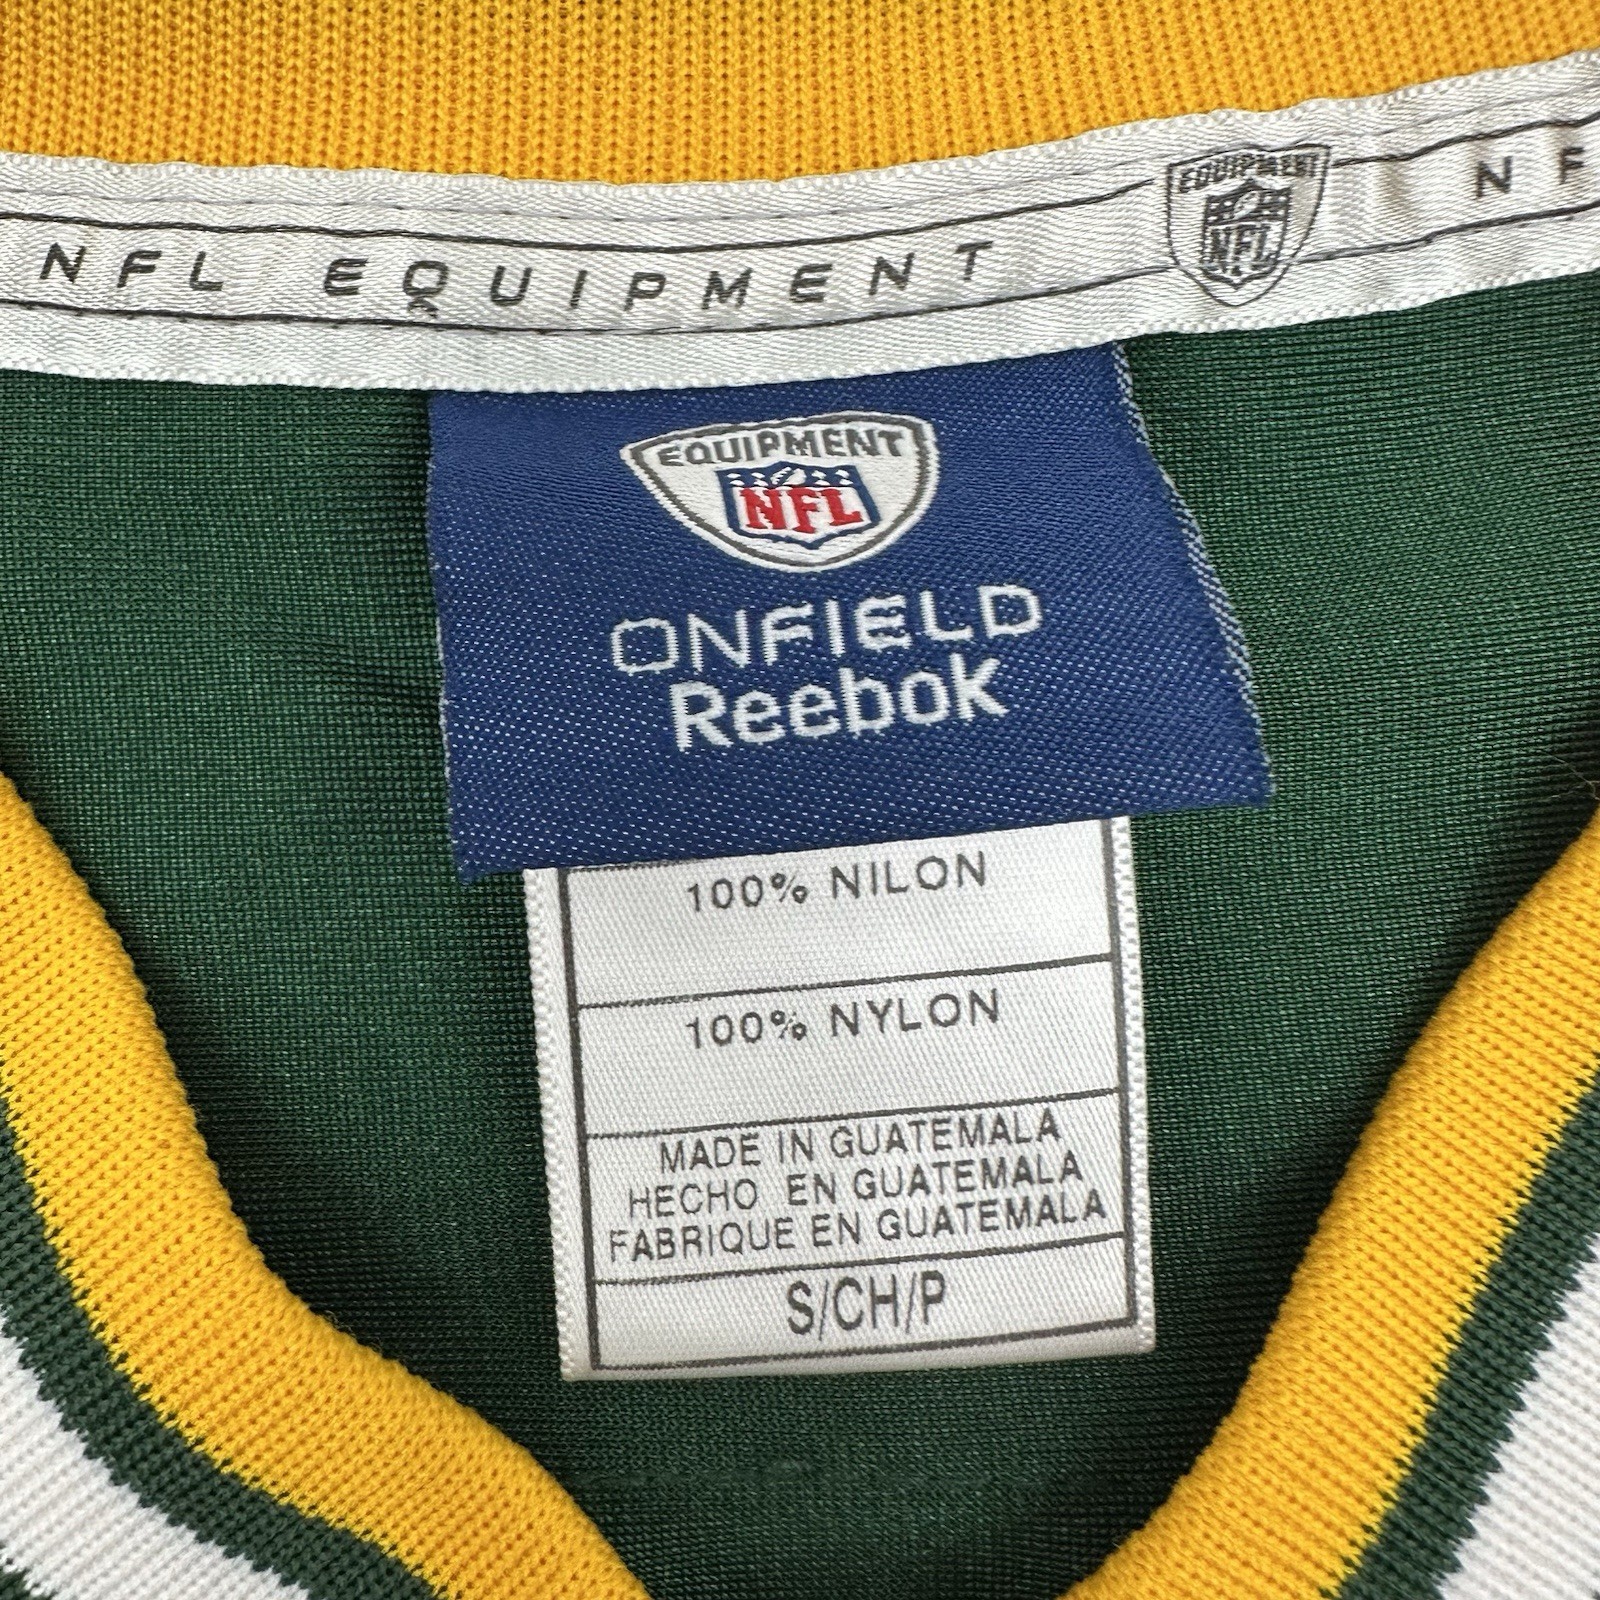 NFL EQUIPMENT
EQUIPMENT
NFL
NF
EQUIPMENT
NFL
ONFIELD
Reebok
100% NILON
100% NYLON
MADE IN GUATEMALA
HECHO EN GUATEMALA
FABRIQUE EN GUATEMALA
S/CH/P